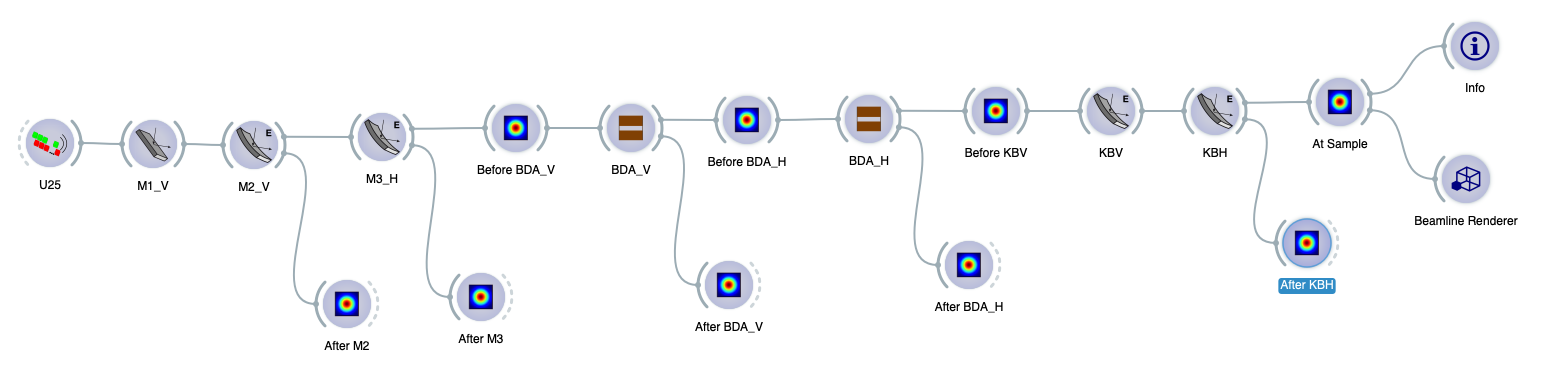 U25
M1_V
E
M2_V
E
M3_H
Before BDA_V
BDA_V
Before BDA_H
BDA_H
Before KBV
E
KBV
E
KBH
At Sample
Info
Beamline Renderer
After M2
After M3
After BDA_V
After BDA_H
After KBH